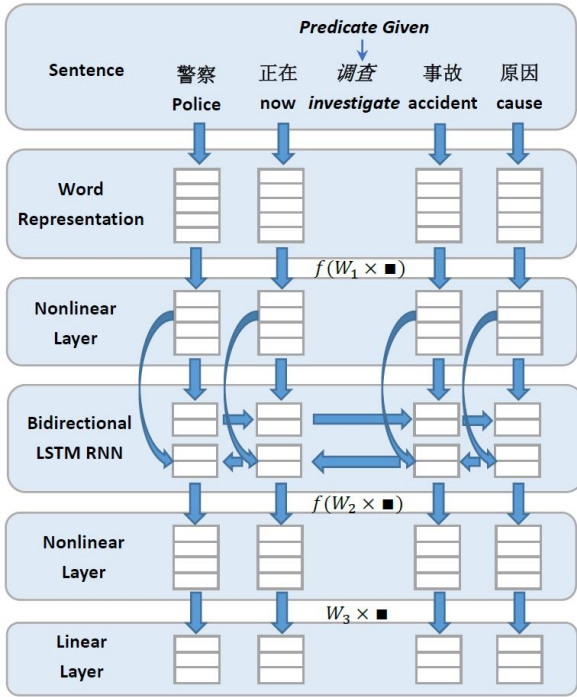 Predicate Given
Sentence
警察 正在 调查 事故 原因
Police now investigate accident cause
Word
Representation
f(W₁ × ■)
Nonlinear
Layer
Bidirectional
LSTM RNN
f(W₂ × ■)
Nonlinear
Layer
W₃ × ■
Linear
Layer